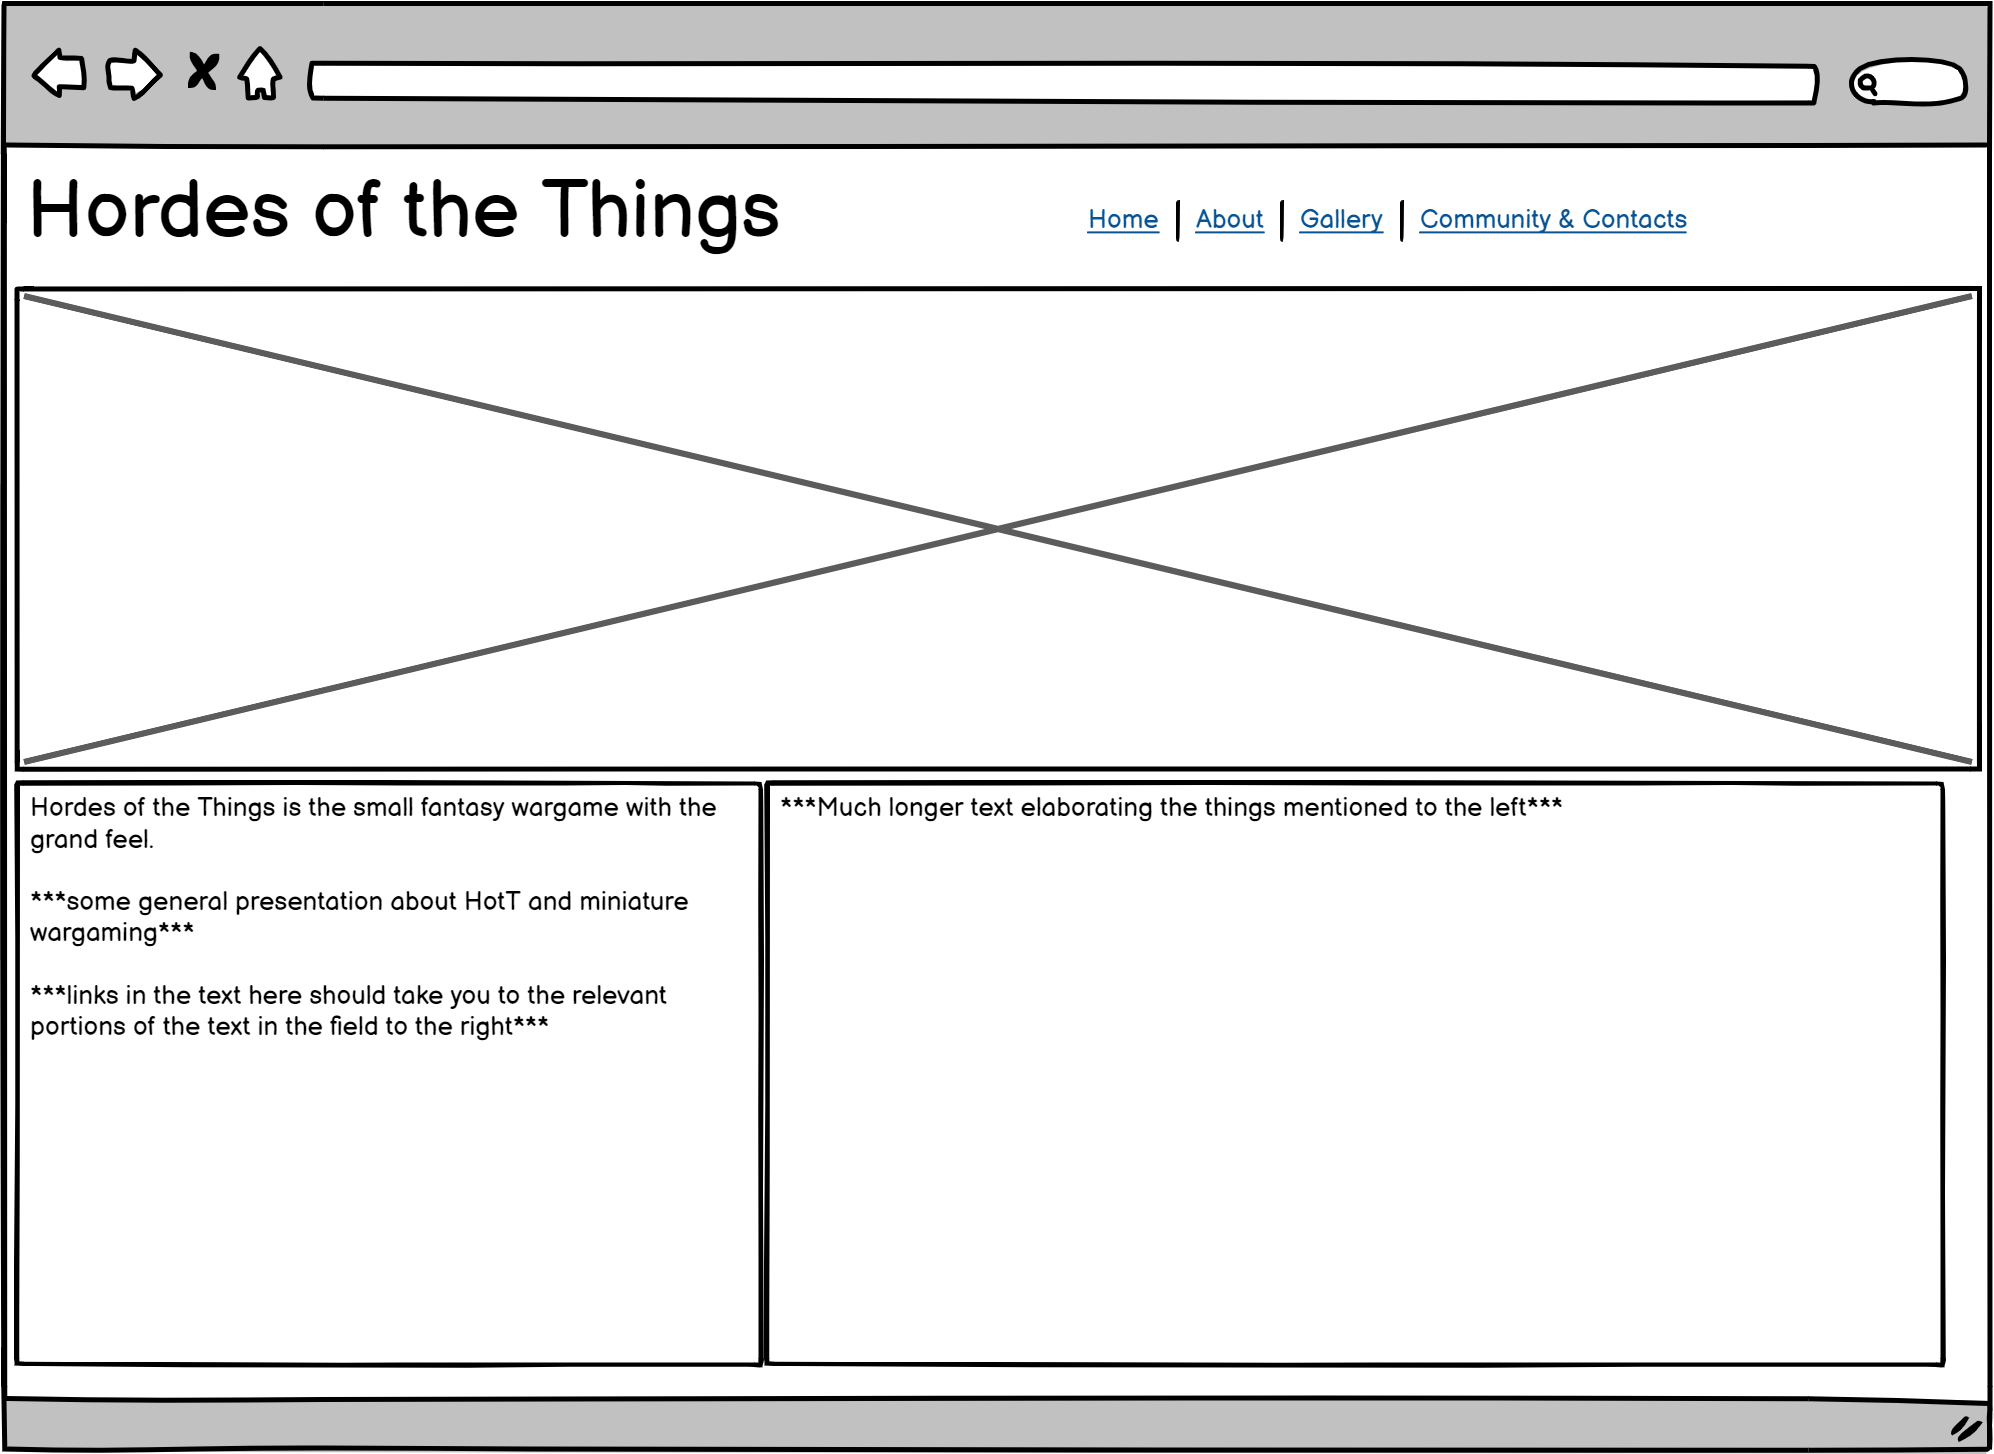 Hordes of the Things
Home | About | Gallery | Community & Contacts
Hordes of the Things is the small fantasy wargame with the
grand feel.
***some general presentation about HotT and miniature
wargaming***
***links in the text here should take you to the relevant
portions of the text in the field to the right***
***Much longer text elaborating the things mentioned to the left***